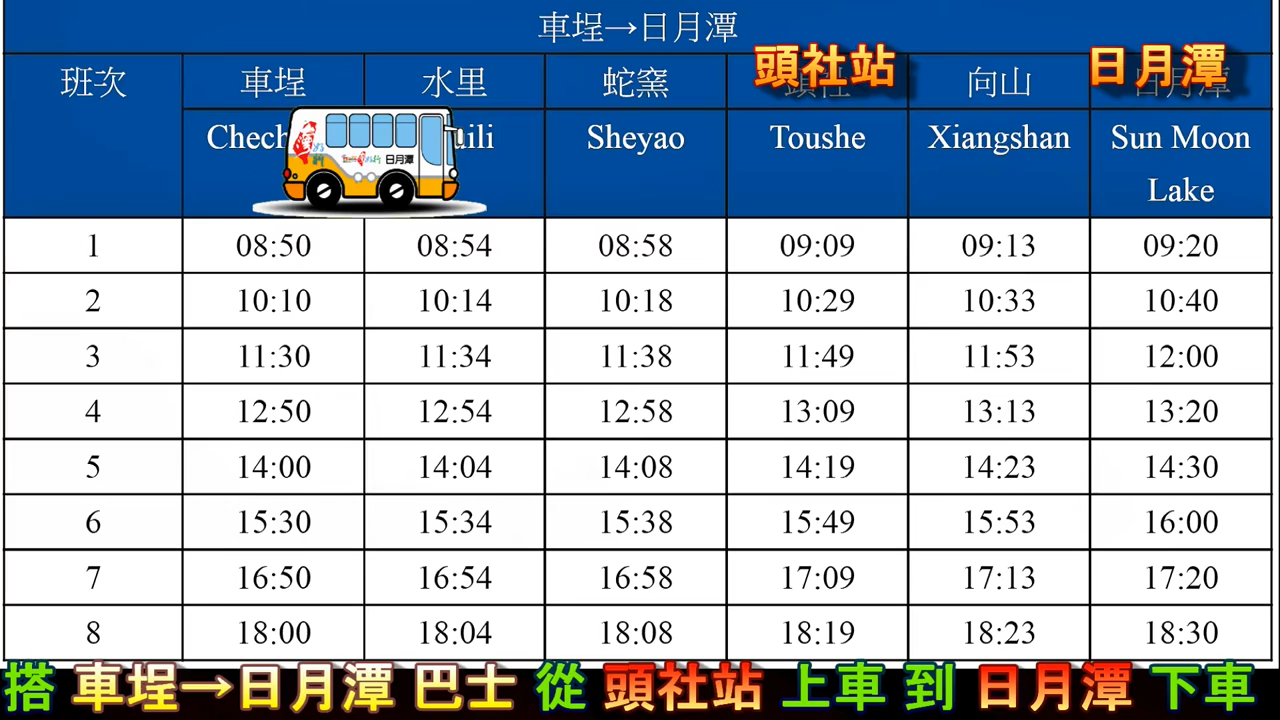 車埕→日月潭
班次 車埕 水里 蛇窯 頭社站 向山 日月潭
Sheyao Toushe Xiangshan Sun Moon Lake
日月潭
1 08:50 08:54 08:58 09:09 09:13 09:20
2 10:10 10:14 10:18 10:29 10:33 10:40
3 11:30 11:34 11:38 11:49 11:53 12:00
4 12:50 12:54 12:58 13:09 13:13 13:20
5 14:00 14:04 14:08 14:19 14:23 14:30
6 15:30 15:34 15:38 15:49 15:53 16:00
7 16:50 16:54 16:58 17:09 17:13 17:20
8 18:00 18:04 18:08 18:19 18:23 18:30
搭 車埕→日月潭 巴士 從 頭社站 上車 到 日月潭 下車